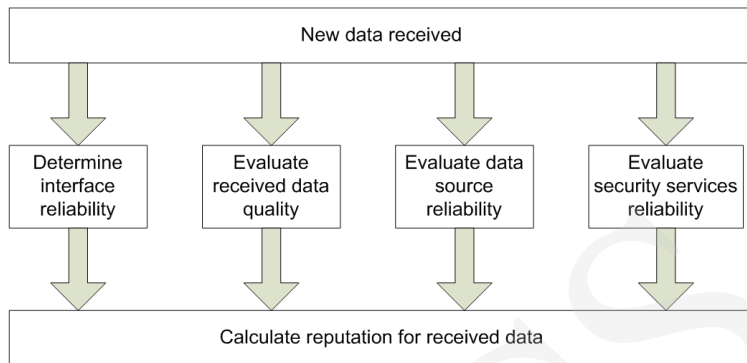 New data received
Determine
interface
reliability
Evaluate
received data
quality
Evaluate data
source
reliability
Evaluate
security services
reliability
Calculate reputation for received data